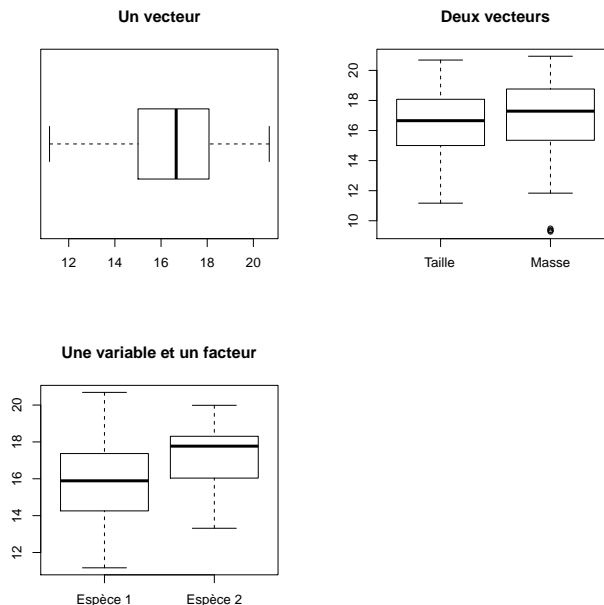 Un vecteur
12 14 16 18 20
Deux vecteurs
20
18
16
14
12
10
Taille Masse
Une variable et un facteur
20
18
16
14
12
Espèce 1 Espèce 2